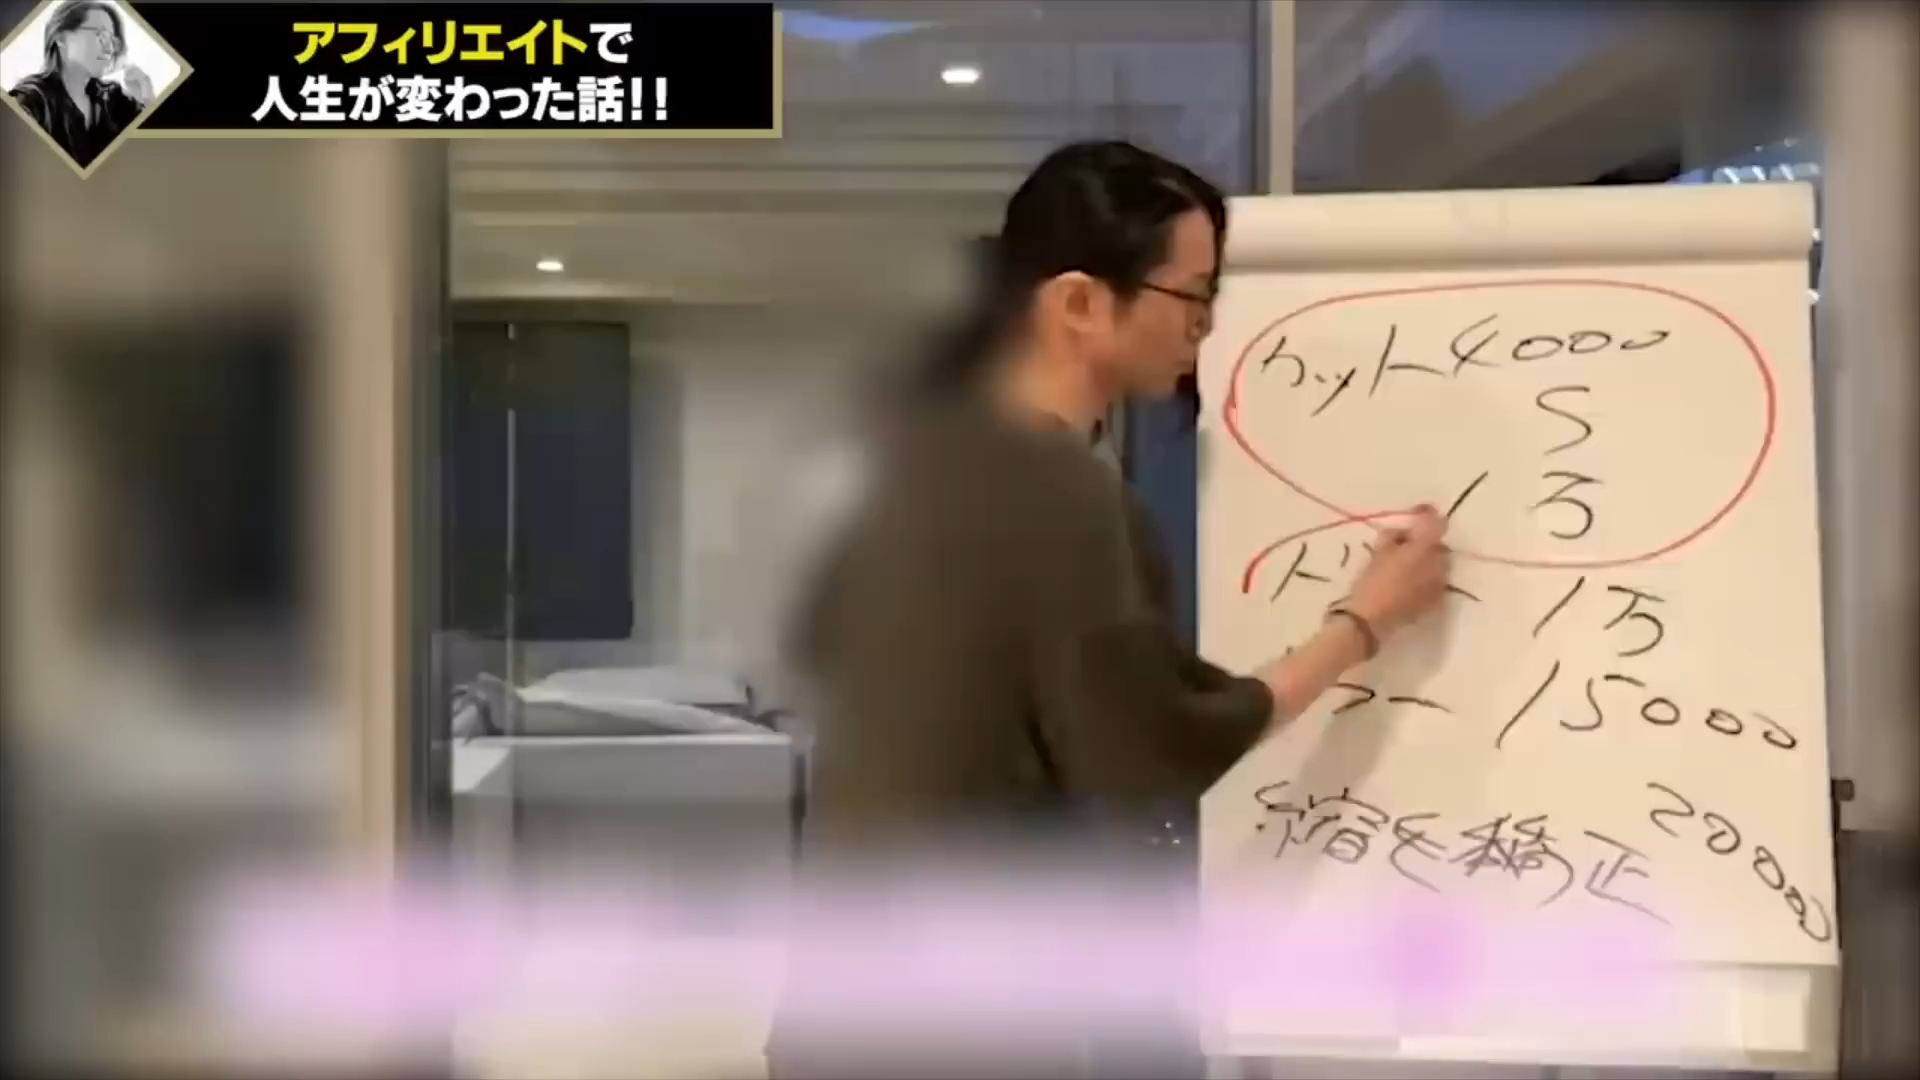 アフィリエイトで
人生が変わった話!!
カット4000
S
1万
1万
ー 15000
縮毛矯正 20000